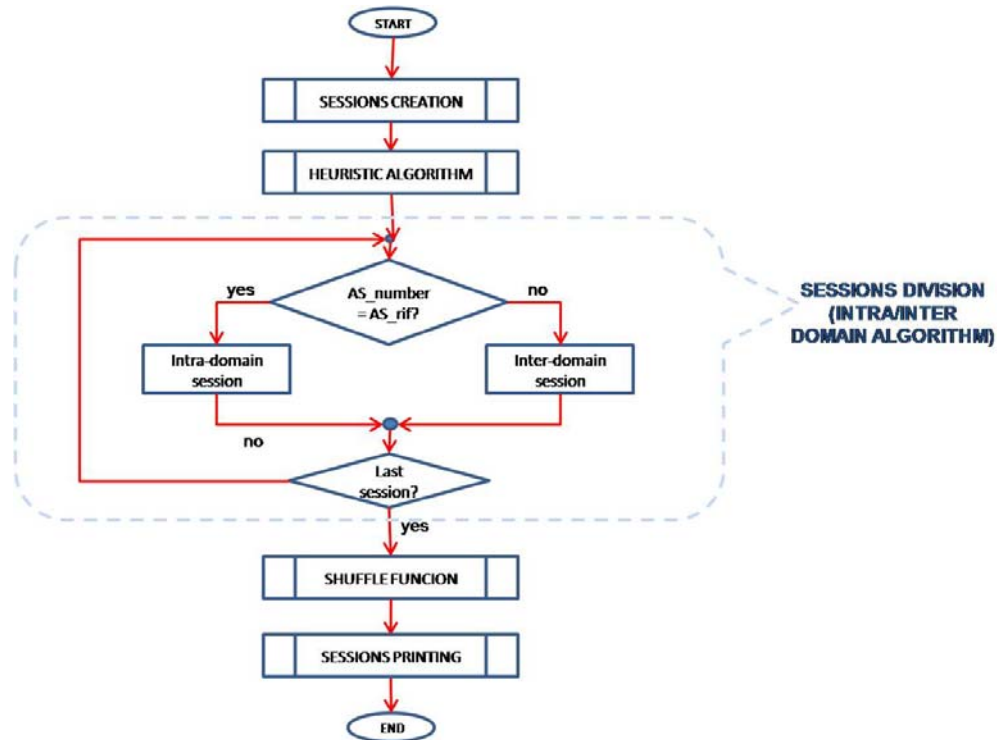 START
SESSIONS CREATION
HEURISTIC ALGORITHM
yes
AS_number
= AS_rif?
no
SESSIONS DIVISION
(INTRA/INTER
DOMAIN ALGORITHM)
Intra-domain
session
Inter-domain
session
no
Last
session?
yes
SHUFFLE FUNCION
SESSIONS PRINTING
END